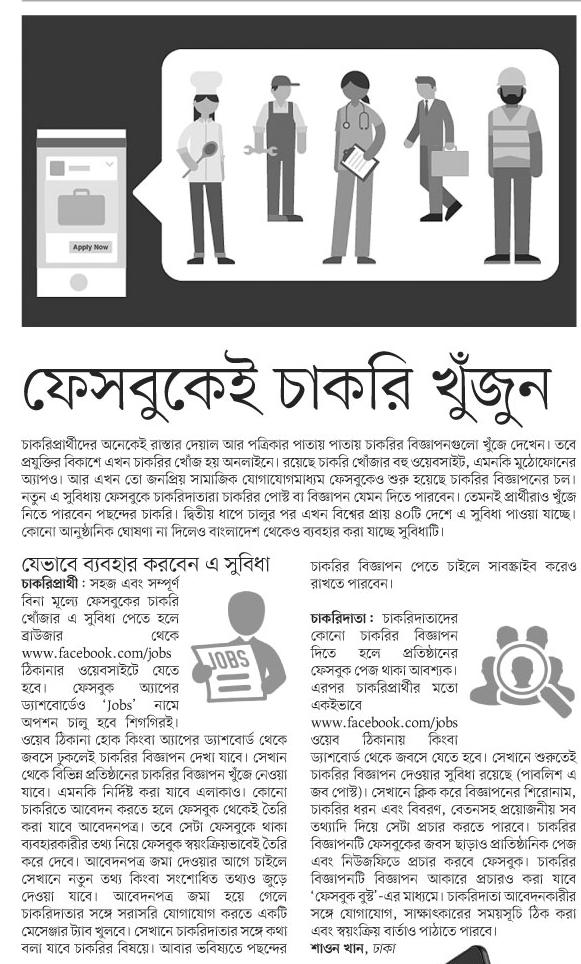 Apply Now
ফেসবুকেই চাকরি খুঁজুন
চাকরিপ্রার্থীদের অনেকেই রাস্তার দেয়াল আর পত্রিকার পাতায় পাতায় চাকরির বিজ্ঞাপনগুলো খুঁজে দেখেন। তবে
প্রযুক্তির বিকাশে এখন চাকরির খোঁজ হয় অনলাইনে। রয়েছে চাকরি খোঁজার বহু ওয়েবসাইট, এমনকি মুঠোফোনের
অ্যাপও। আর এখন তো জনপ্রিয় সামাজিক যোগাযোগমাধ্যম ফেসবুকেও শুরু হয়েছে চাকরির বিজ্ঞাপনের চল।
নতুন এ সুবিধায় ফেসবুকে চাকরিদাতারা চাকরির পোস্ট বা বিজ্ঞাপন যেমন দিতে পারবেন। তেমনই প্রার্থীরাও খুঁজে
নিতে পারবেন পছন্দের চাকরি। দ্বিতীয় ধাপে চালুর পর এখন বিশ্বের প্রায় ৪০টি দেশে এ সুবিধা পাওয়া যাচ্ছে।
কোনো আনুষ্ঠানিক ঘোষণা না দিলেও বাংলাদেশ থেকেও ব্যবহার করা যাচ্ছে সুবিধাটি।
যেভাবে ব্যবহার করবেন এ সুবিধা
চাকরিপ্রার্থী : সহজ এবং সম্পূর্ণ
বিনা মূল্যে ফেসবুকের চাকরি
খোঁজার এ সুবিধা পেতে হলে
ব্রাউজার থেকে
www.facebook.com/jobs
ঠিকানার ওয়েবসাইটে যেতে
হবে। ফেসবুক অ্যাপের
ড্যাশবোর্ডেও ‘Jobs’ নামে
অপশন চালু হবে শিগগিরই।
JOBS
ওয়েব ঠিকানা হোক কিংবা অ্যাপের ড্যাশবোর্ড থেকে
জবসে ঢুকলেই চাকরির বিজ্ঞাপন দেখা যাবে। সেখান
থেকে বিভিন্ন প্রতিষ্ঠানের চাকরির বিজ্ঞাপন খুঁজে নেওয়া
যাবে। এমনকি নির্দিষ্ট করা যাবে এলাকাও। কোনো
চাকরিতে আবেদন করতে হলে ফেসবুক থেকেই তৈরি
করা যাবে আবেদনপত্র। তবে সেটা ফেসবুকে থাকা
ব্যবহারকারীর তথ্য নিয়ে ফেসবুক স্বয়ংক্রিয়ভাবেই তৈরি
করে দেবে। আবেদনপত্র জমা দেওয়ার আগে চাইলে
সেখানে নতুন তথ্য কিংবা সংশোধিত তথ্যও জুড়ে
দেওয়া যাবে। আবেদনপত্র জমা হয়ে গেলে
চাকরিদাতার সঙ্গে সরাসরি যোগাযোগ করতে একটি
মেসেঞ্জার ট্যাব খুলবে। সেখানে চাকরিদাতার সঙ্গে কথা
বলা যাবে চাকরির বিষয়ে। আবার ভবিষ্যতে পছন্দের
চাকরির বিজ্ঞাপন পেতে চাইলে সাবস্ক্রাইব করেও
রাখতে পারবেন।
চাকরিদাতা : চাকরিদাতাদের
কোনো চাকরির বিজ্ঞাপন
দিতে হলে প্রতিষ্ঠানের
ফেসবুক পেজ থাকা আবশ্যক।
এরপর চাকরিপ্রার্থীর মতো
একইভাবে
www.facebook.com/jobs
ওয়েব ঠিকানায় কিংবা
ড্যাশবোর্ড থেকে জবসে যেতে হবে। সেখানে শুরুতেই
চাকরির বিজ্ঞাপন দেওয়ার সুবিধা রয়েছে (পাবলিশ এ
জব পোস্ট)। সেখানে ক্লিক করে বিজ্ঞাপনের শিরোনাম,
চাকরির ধরন এবং বিবরণ, বেতনসহ প্রয়োজনীয় সব
তথ্যাদি দিয়ে সেটা প্রচার করতে পারবে। চাকরির
বিজ্ঞাপনটি ফেসবুকের জবস ছাড়াও প্রাতিষ্ঠানিক পেজ
এবং নিউজফিডে প্রচার করবে ফেসবুক। চাকরির
বিজ্ঞাপনটি বিজ্ঞাপন আকারে প্রচারও করা যাবে
‘ফেসবুক বুস্ট’-এর মাধ্যমে। চাকরিদাতা আবেদনকারীর
সঙ্গে যোগাযোগ, সাক্ষাৎকারের সময়সূচি ঠিক করা
এবং স্বয়ংক্রিয় বার্তাও পাঠাতে পারবে।
শাওন খান, ঢাকা